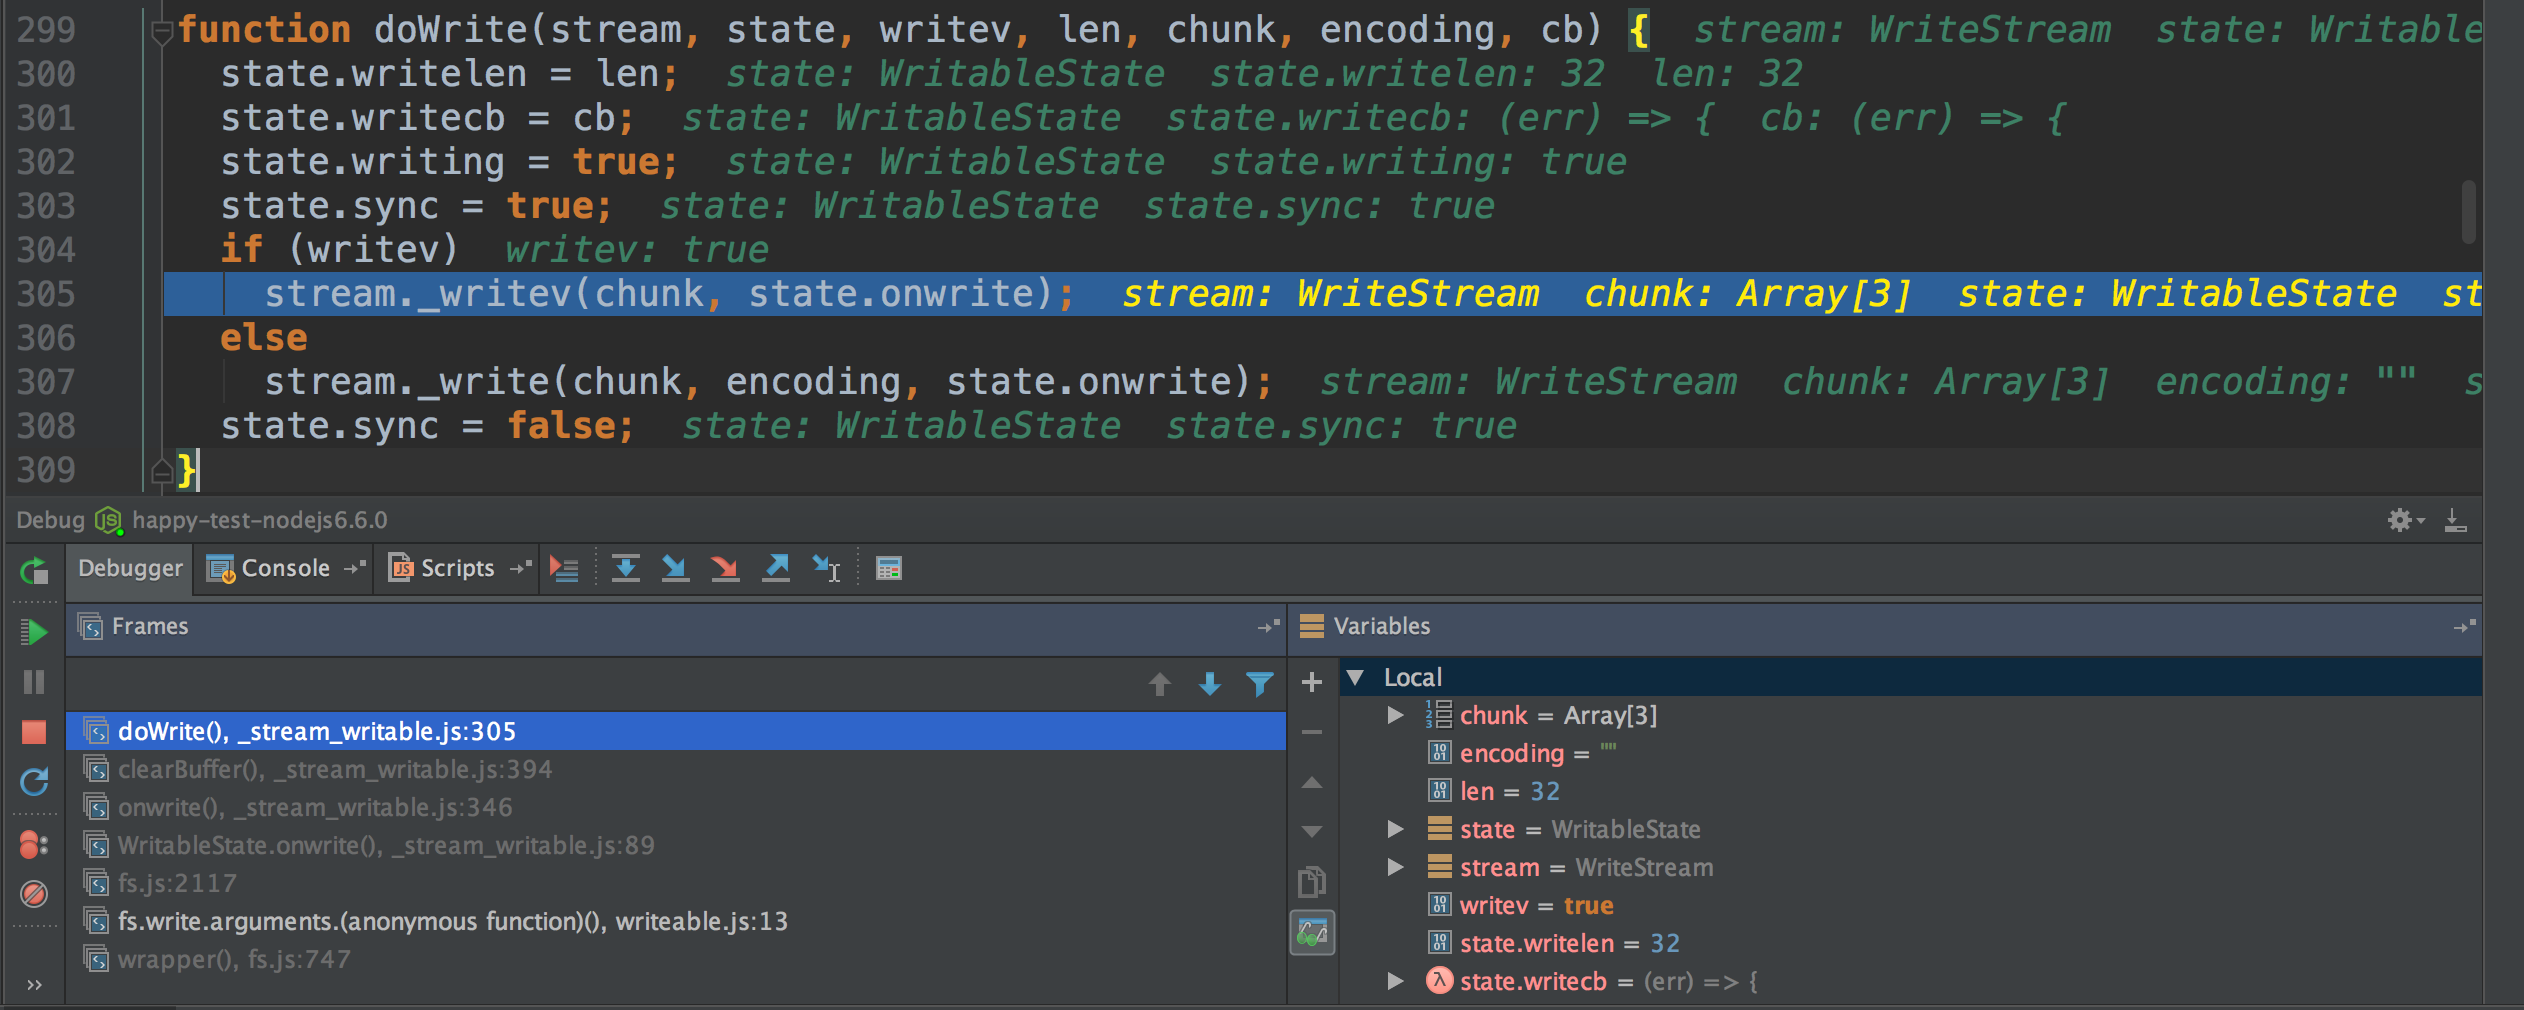 299 function doWrite(stream, state, writev, len, chunk, encoding, cb) { stream: WriteStream state: Writable
300 state.writelen = len; state: WritableState state.writelen: 32 len: 32
301 state.writecb = cb; state: WritableState state.writecb: (err) => { cb: (err) => {
302 state.writing = true; state: WritableState state.writing: true
303 state.sync = true; state: WritableState state.sync: true
304 if (writev) writev: true
305 stream._writev(chunk, state.onwrite); stream: WriteStream chunk: Array[3] state: WritableState st
306 else
307 stream._write(chunk, encoding, state.onwrite); stream: WriteStream chunk: Array[3] encoding: "" s
308 state.sync = false; state: WritableState state.sync: true
309 }
Debug happy-test-nodejs6.6.0
Debugger Console Scripts
Frames
Variables
doWrite(), _stream_writable.js:305
clearBuffer(), _stream_writable.js:394
onwrite(), _stream_writable.js:346
WritableState.onwrite(), _stream_writable.js:89
fs.js:2117
fs.write.arguments.(anonymous function)(), writeable.js:13
wrapper(), fs.js:747
Local
chunk = Array[3]
encoding = ""
len = 32
state = WritableState
stream = WriteStream
writev = true
state.writelen = 32
state.writecb = (err) => {